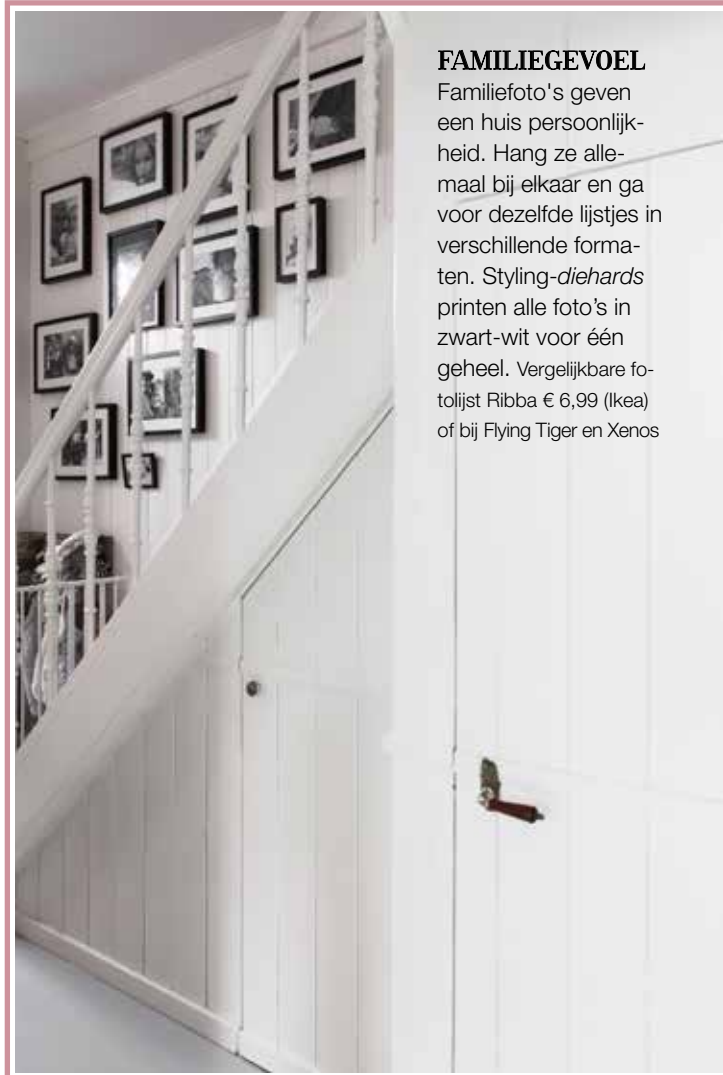 FAMILIEGEVOEL
Familiefoto's geven
een huis persoonlijk-
heid. Hang ze alle-
maal bij elkaar en ga
voor dezelfde lijstjes in
verschillende forma-
ten. Styling-diehards
printen alle foto’s in
zwart-wit voor één
geheel. Vergelijkbare fo-
tolijst Ribba € 6,99 (Ikea)
of bij Flying Tiger en Xenos